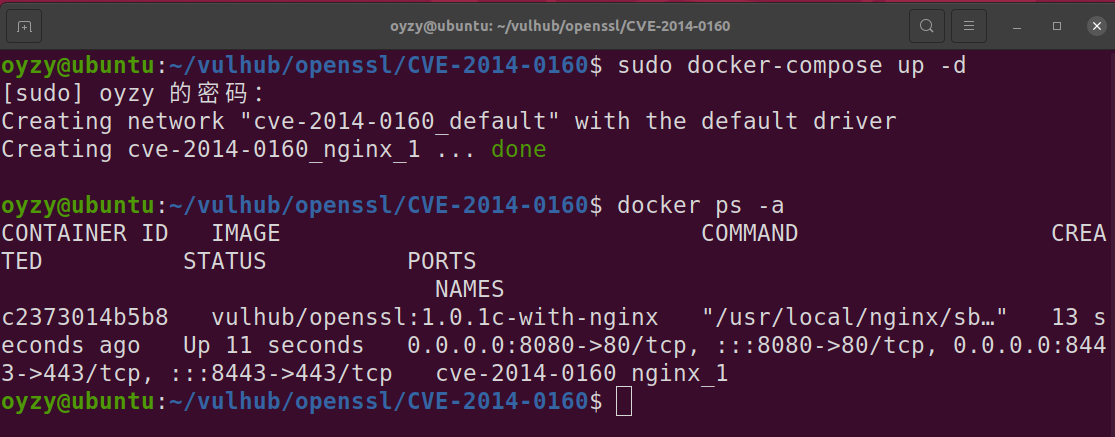 oyzy@ubuntu: ~/vulhub/openssl/CVE-2014-0160
oyzy@ubuntu:~/vulhub/openssl/CVE-2014-0160$ sudo docker-compose up -d
[sudo] oyzy 的密码：
Creating network "cve-2014-0160_default" with the default driver
Creating cve-2014-0160_nginx_1 ... done
oyzy@ubuntu:~/vulhub/openssl/CVE-2014-0160$ docker ps -a
CONTAINER ID   IMAGE                              COMMAND                  CREA
TED          STATUS          PORTS
                               NAMES
c2373014b5b8   vulhub/openssl:1.0.1c-with-nginx   "/usr/local/nginx/sb…"   13 s
econds ago   Up 11 seconds   0.0.0.0:8080->80/tcp, :::8080->80/tcp, 0.0.0.0:844
3->443/tcp, :::8443->443/tcp   cve-2014-0160_nginx_1
oyzy@ubuntu:~/vulhub/openssl/CVE-2014-0160$